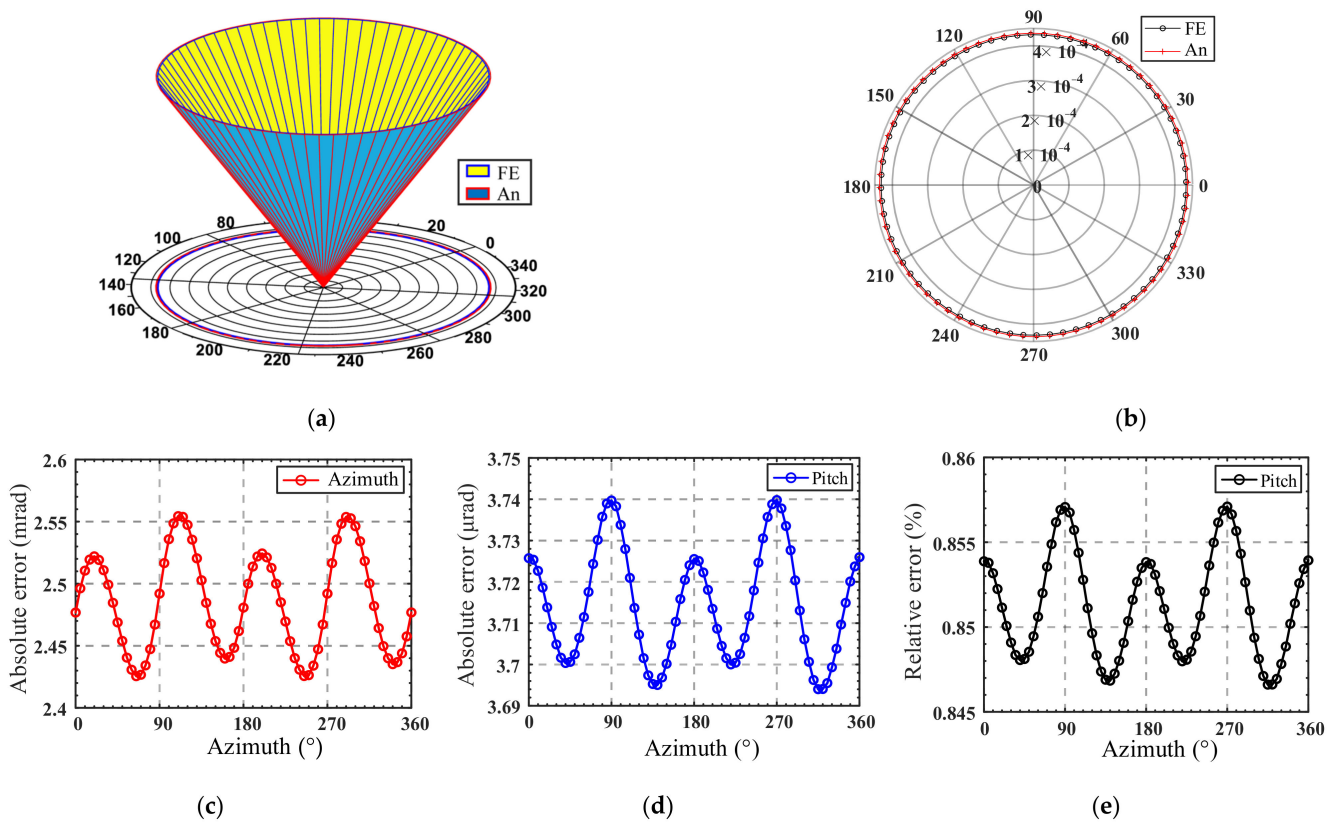 80
100
120
140
160
180
200
220
240
260
280
300
320
340
0
20
FE
An
(a)
90
60
30
0
330
300
270
240
210
180
150
120
4× 10⁻⁴
3× 10⁻⁴
2× 10⁻⁴
1× 10⁻⁴
0
FE
An
(b)
Absolute error (mrad)
2.6
2.55
2.5
2.45
2.4
Azimuth
0 90 180 270 360
Azimuth (°)
(c)
Absolute error (μrad)
3.75
3.74
3.73
3.72
3.71
3.7
3.69
Pitch
0 90 180 270 360
Azimuth (°)
(d)
Relative error (%)
0.86
0.855
0.85
0.845
Pitch
0 90 180 270 360
Azimuth (°)
(e)